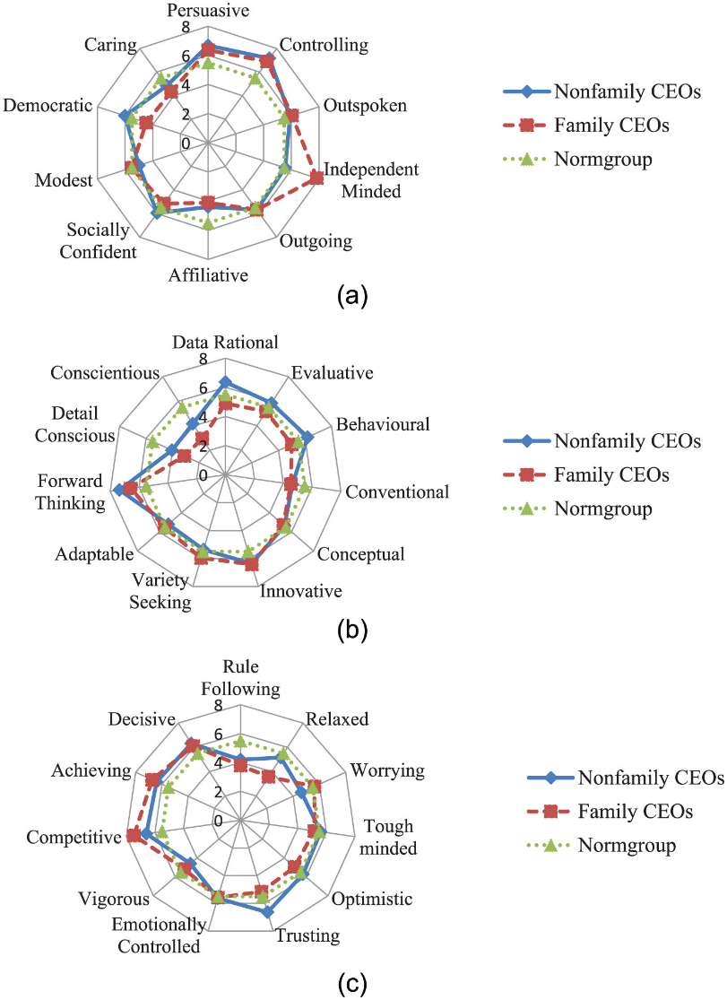 Persuasive
Caring
Controlling
Democratic
Outspoken
Modest
Independent
Minded
Socially
Confident
Outgoing
Affiliative
8
6
4
2
0
Nonfamily CEOs
Family CEOs
Normgroup
(a)
Data Rational
Conscientious
Evaluative
Detail
Conscious
Behavioural
Forward
Thinking
Conventional
Adaptable
Conceptual
Variety
Seeking
Innovative
8
6
4
2
0
Nonfamily CEOs
Family CEOs
Normgroup
(b)
Rule
Following
Decisive
Relaxed
Achieving
Worrying
Competitive
Tough
minded
Vigorous
Optimistic
Emotionally
Controlled
Trusting
8
6
4
2
0
Nonfamily CEOs
Family CEOs
Normgroup
(c)